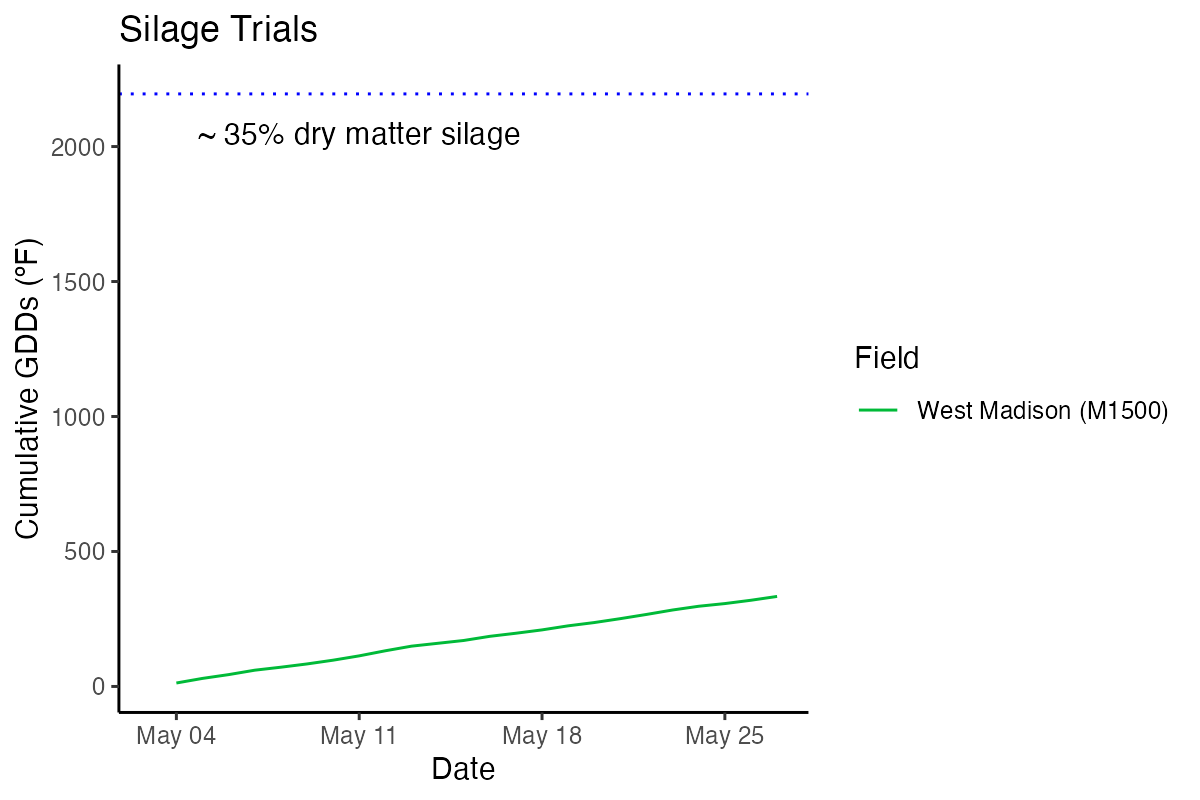 Silage Trials
~ 35% dry matter silage
2000
1500
1000
500
0
Cumulative GDDs (°F)
May 04
May 11
May 18
May 25
Date
Field
West Madison (M1500)